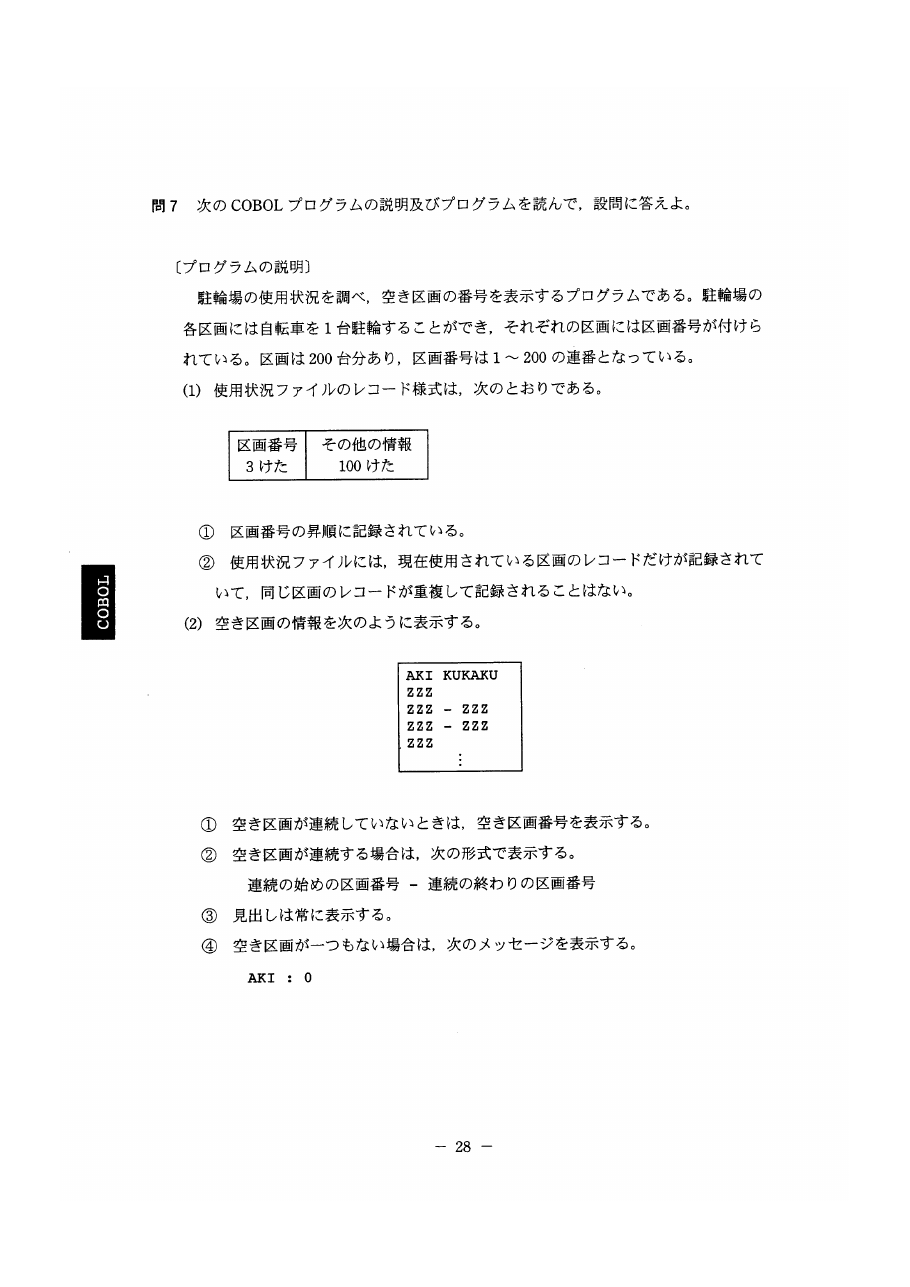 問7　次の COBOL プログラムの説明及びプログラムを読んで，設問に答えよ。
〔プログラムの説明〕
駐輪場の使用状況を調べ，空き区画の番号を表示するプログラムである。駐輪場の
各区画には自転車を1台駐輪することができ，それぞれの区画には区画番号が付けら
れている。区画は200台分あり，区画番号は1～200の連番となっている。
(1)　使用状況ファイルのレコード様式は，次のとおりである。
区画番号　その他の情報
3けた　100けた
①　区画番号の昇順に記録されている。
②　使用状況ファイルには，現在使用されている区画のレコードだけが記録されて
いて，同じ区画のレコードが重複して記録されることはない。
COBOL
(2)　空き区画の情報を次のように表示する。
AKI KUKAKU
ZZZ
ZZZ - ZZZ
ZZZ - ZZZ
ZZZ
⋮
①　空き区画が連続していないときは，空き区画番号を表示する。
②　空き区画が連続する場合は，次の形式で表示する。
連続の始めの区画番号 － 連続の終わりの区画番号
③　見出しは常に表示する。
④　空き区画が一つもない場合は，次のメッセージを表示する。
AKI : 0
－ 28 －